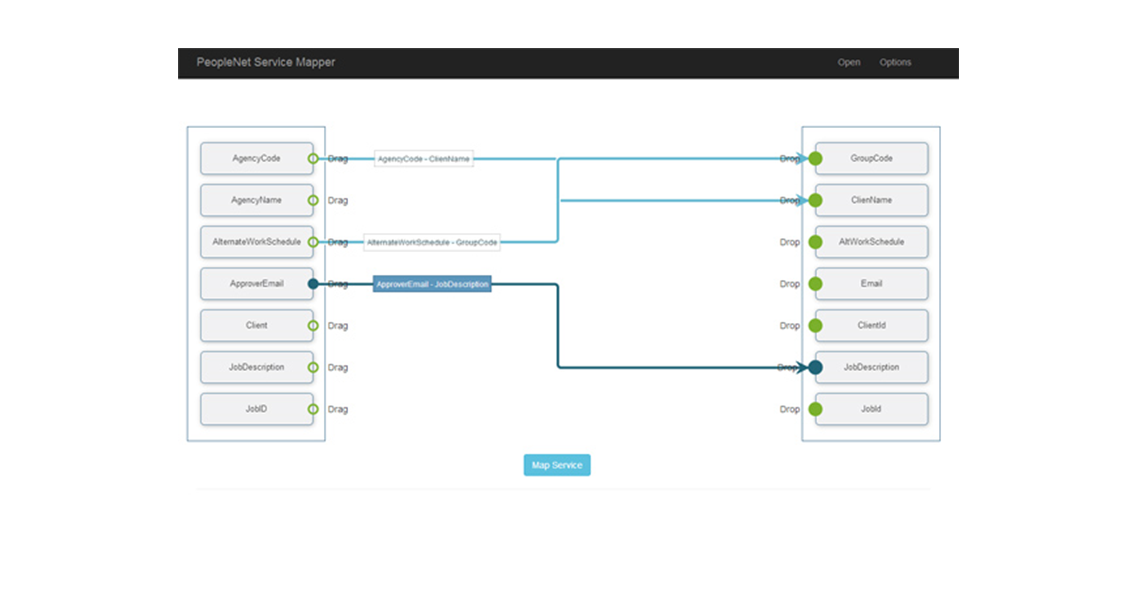 PeopleNet Service Mapper Open Options
AgencyCode Drag AgencyCode - ClienName Drop GroupCode
AgencyName Drag Drop ClienName
AlternateWorkSchedule Drag AlternateWorkSchedule - GroupCode Drop AltWorkSchedule
ApproverEmail Drag ApproverEmail - JobDescription Drop Email
Client Drag Drop ClientId
JobDescription Drag Drop JobDescription
JobID Drag Drop JobId
Map Service